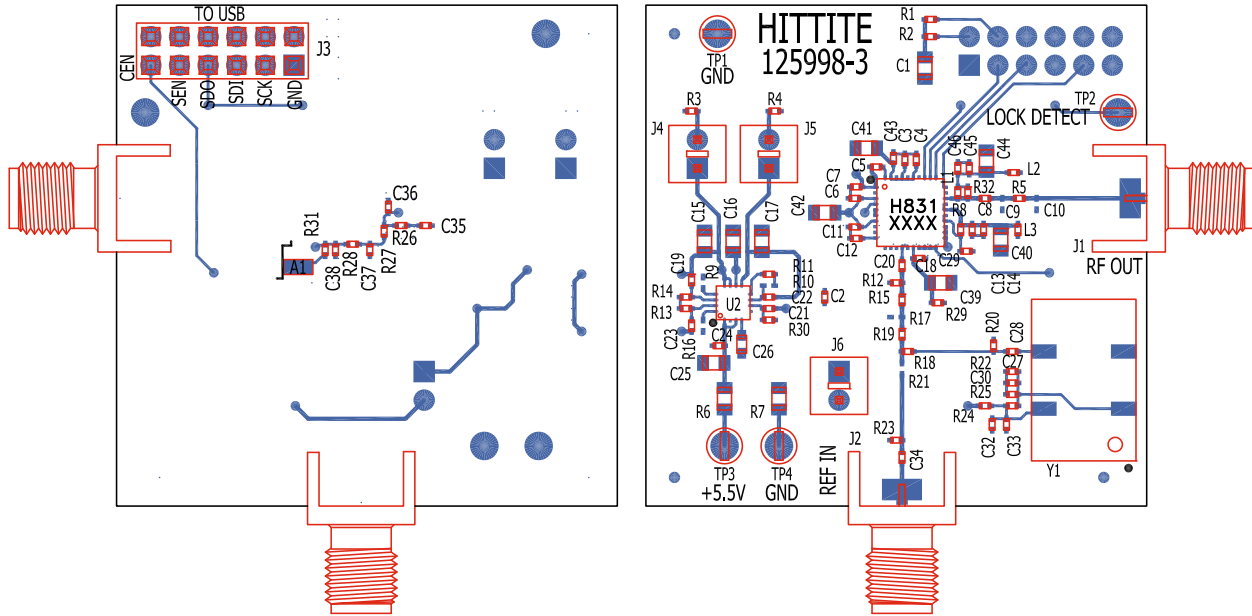 TO USB
J3
CEN
SEN
SDO
SDI
SCK
GND
C36
R31
R26
C35
R27
A1
C38
R28
C37
HITTITE
125998-3
TP1
GND
R1
R2
C1
TP2
LOCK DETECT
R3
R4
J4
J5
C41
C43
C3
C4
C46
C45
C44
L2
C7
C5
C6
L1
R32
R5
C42
H831
XXXX
R8
C8
C9
C10
C15
C16
C17
C11
C12
L3
J1
C40
RF OUT
C19
R9
R11
R10
C20
C18
C29
R12
C13
C14
R14
U2
C22
C2
R15
C39
R13
C21
R17
R29
C23
R16
C24
R30
R19
R20
C28
C26
J6
R18
C25
R22
C27
R21
C30
R25
R6
R7
R24
R23
C32
C33
J2
C34
TP3
TP4
REF IN
Y1
+5.5V
GND